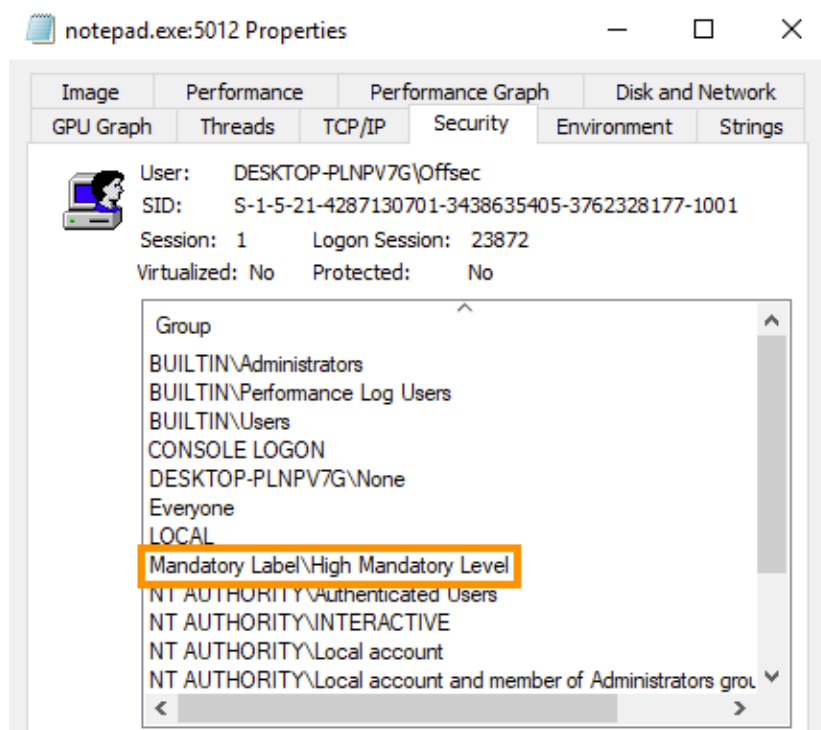 notepad.exe:5012 Properties
Image Performance Performance Graph Disk and Network
GPU Graph Threads TCP/IP Security Environment Strings
User: DESKTOP-PLNPV7G\Offsec
SID: S-1-5-21-4287130701-3438635405-3762328177-1001
Session: 1 Logon Session: 23872
Virtualized: No Protected: No
Group
BUILTIN\Administrators
BUILTIN\Performance Log Users
BUILTIN\Users
CONSOLE LOGON
DESKTOP-PLNPV7G\None
Everyone
LOCAL
Mandatory Label\High Mandatory Level
NT AUTHORITY\Authenticated Users
NT AUTHORITY\INTERACTIVE
NT AUTHORITY\Local account
NT AUTHORITY\Local account and member of Administrators grou